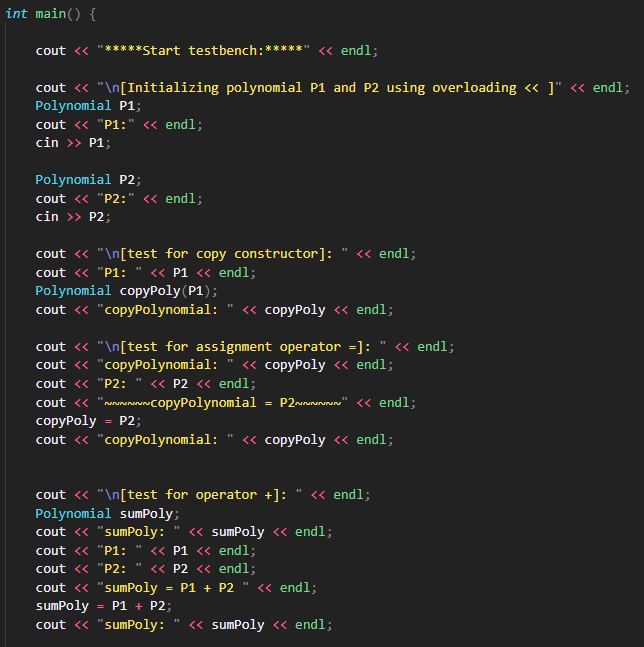 int main() {
cout << "*****Start testbench:*****" << endl;
cout << "\n[Initializing polynomial P1 and P2 using overloading << ]" << endl;
Polynomial P1;
cout << "P1:" << endl;
cin >> P1;
Polynomial P2;
cout << "P2:" << endl;
cin >> P2;
cout << "\n[test for copy constructor]: " << endl;
cout << "P1: " << P1 << endl;
Polynomial copyPoly(P1);
cout << "copyPolynomial: " << copyPoly << endl;
cout << "\n[test for assignment operator =]: " << endl;
cout << "copyPolynomial: " << copyPoly << endl;
cout << "P2: " << P2 << endl;
cout << "~~~~~~copyPolynomial = P2~~~~~~" << endl;
copyPoly = P2;
cout << "copyPolynomial: " << copyPoly << endl;
cout << "\n[test for operator +]: " << endl;
Polynomial sumPoly;
cout << "sumPoly: " << sumPoly << endl;
cout << "P1: " << P1 << endl;
cout << "P2: " << P2 << endl;
cout << "sumPoly = P1 + P2 " << endl;
sumPoly = P1 + P2;
cout << "sumPoly: " << sumPoly << endl;